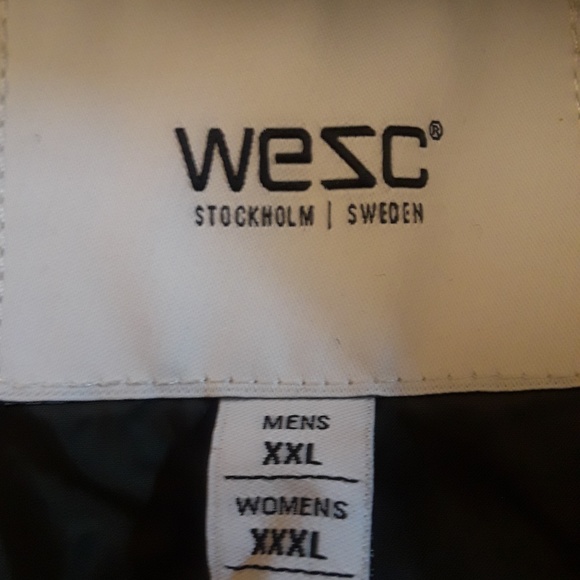 wesc®
STOCKHOLM | SWEDEN
MENS
XXL
WOMENS
XXXL